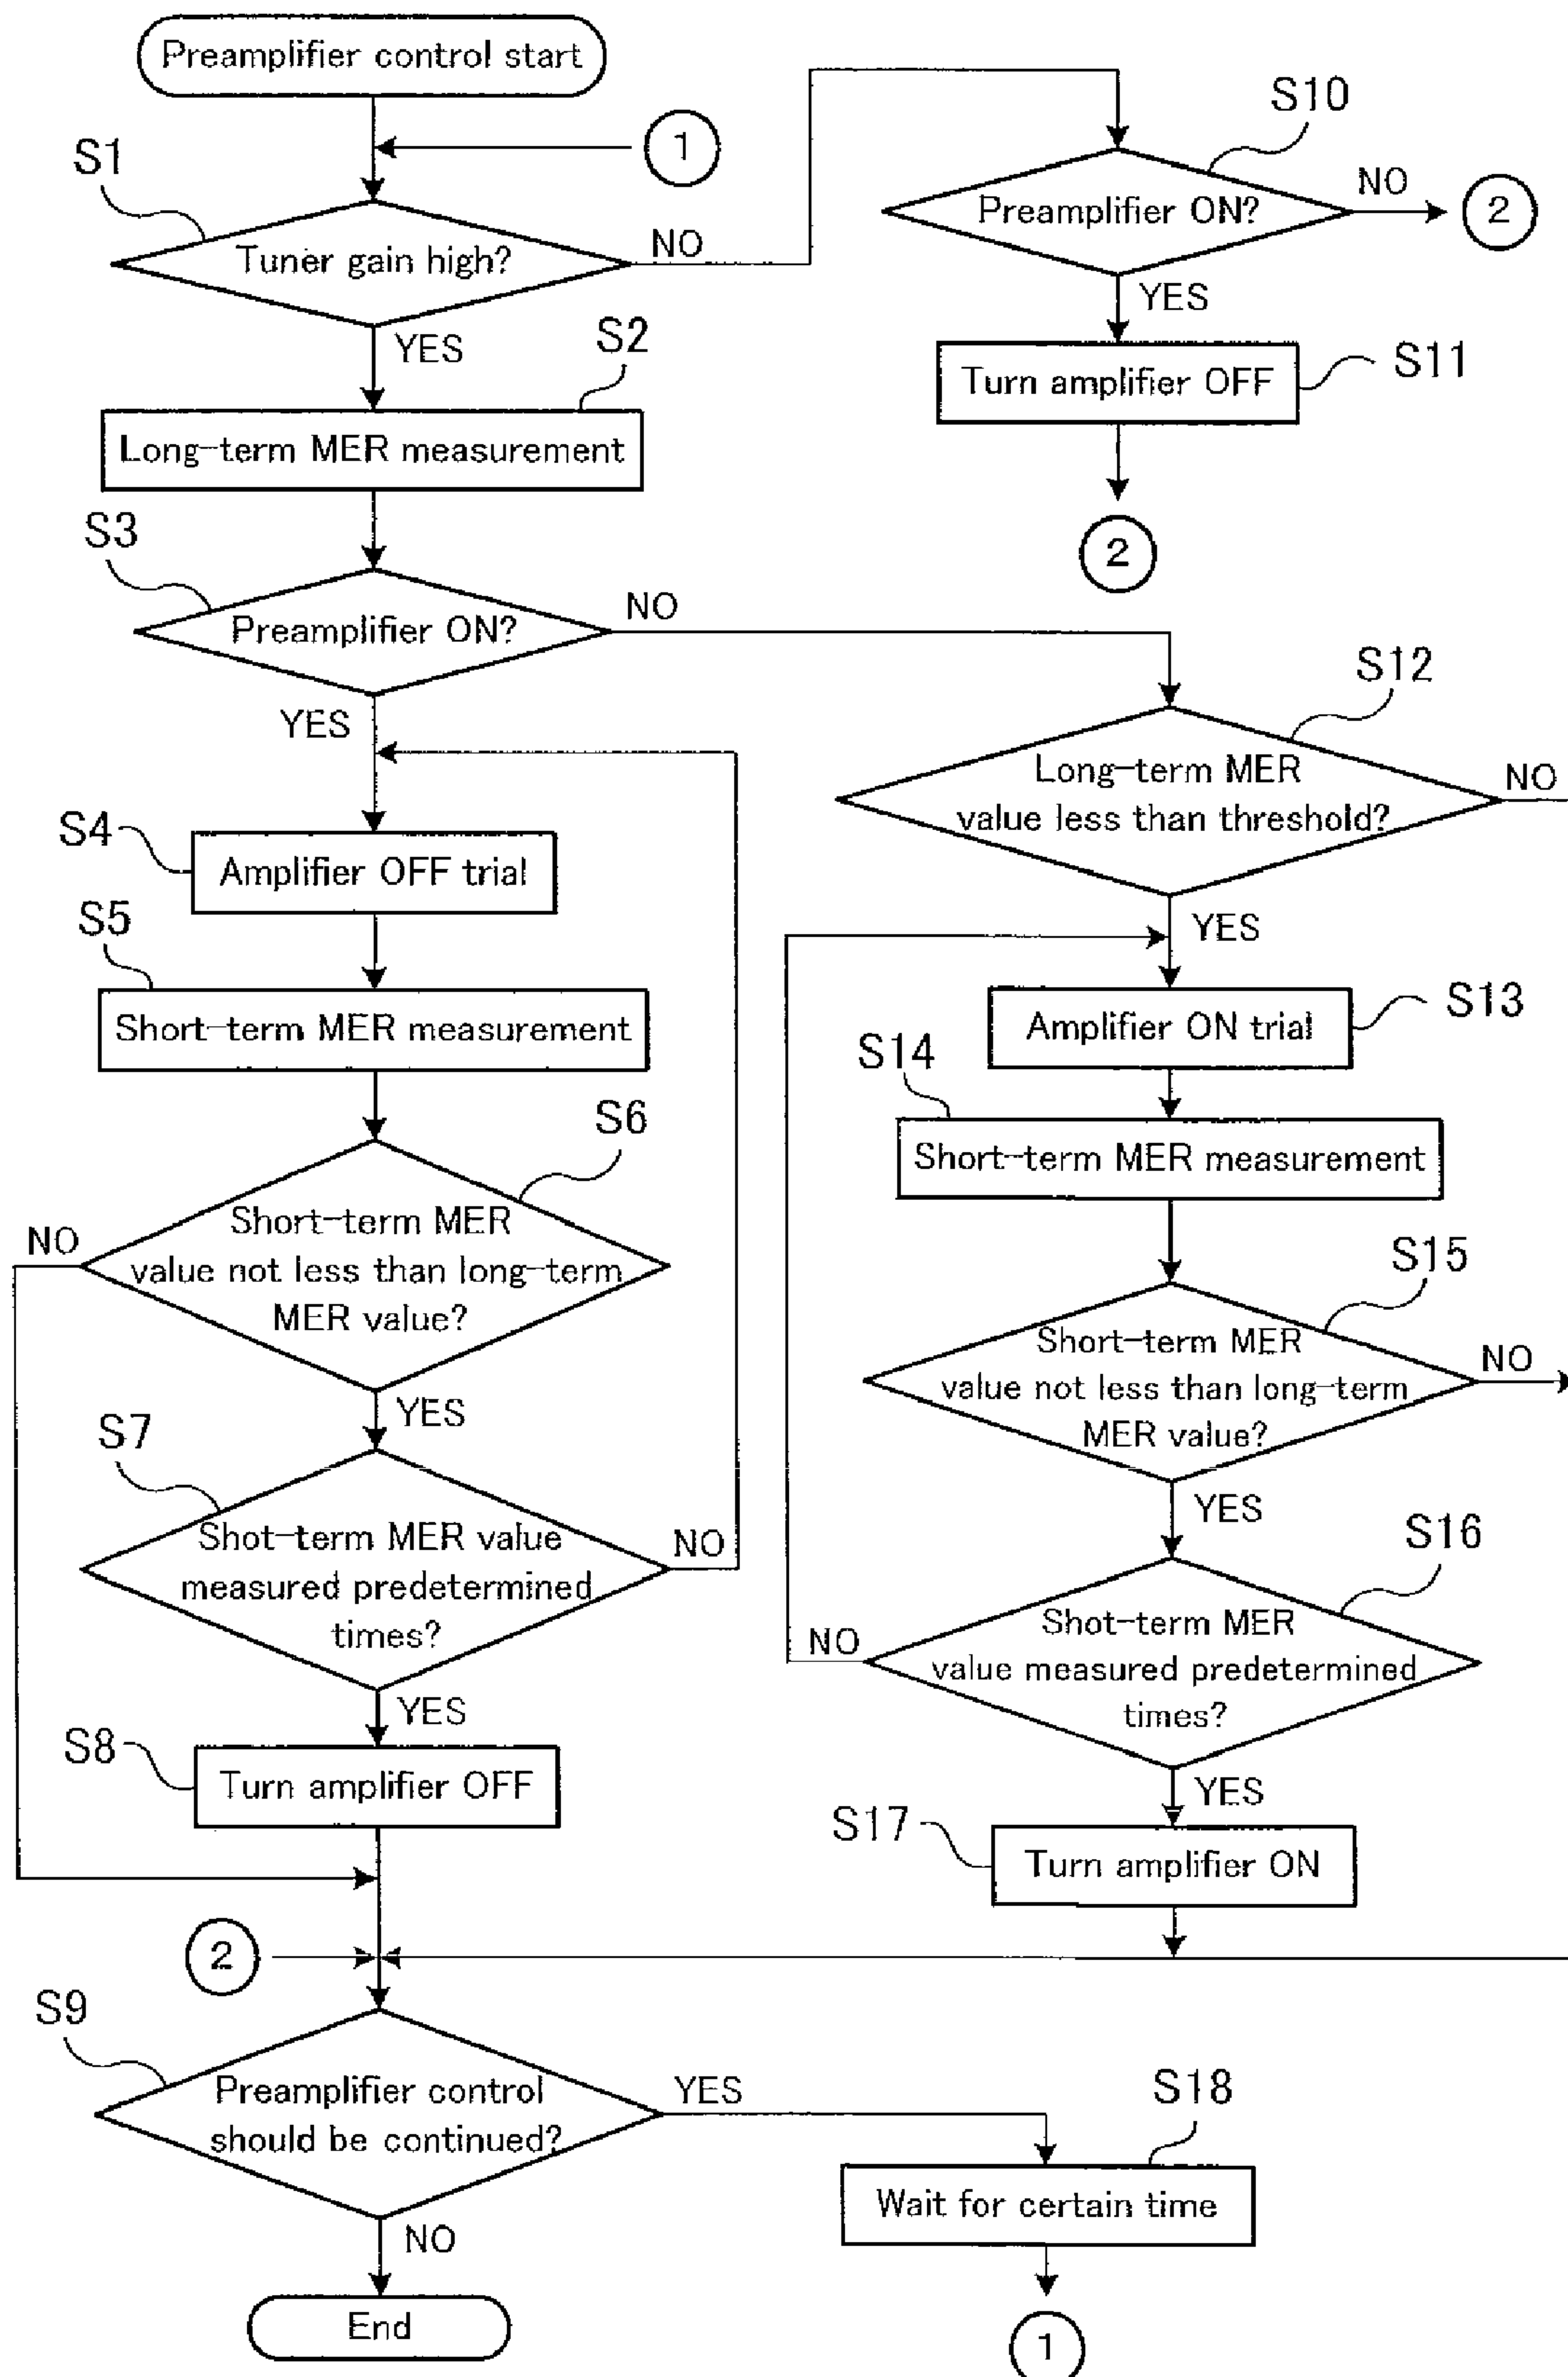 Preamplifier control start
1
S1
Tuner gain high?
NO
YES
S10
Preamplifier ON?
NO
2
YES
S11
Turn amplifier OFF
2
S2
Long-term MER measurement
S3
Preamplifier ON?
NO
YES
S12
Long-term MER
value less than threshold?
NO
YES
S4
Amplifier OFF trial
S5
Short-term MER measurement
S6
Short-term MER
value not less than long-term
MER value?
NO
YES
S7
Shot-term MER value
measured predetermined
times?
NO
YES
S8
Turn amplifier OFF
S13
Amplifier ON trial
S14
Short-term MER measurement
S15
Short-term MER
value not less than long-term
MER value?
NO
YES
S16
Shot-term MER
value measured predetermined
times?
NO
YES
S17
Turn amplifier ON
2
S9
Preamplifier control
should be continued?
YES
NO
S18
Wait for certain time
1
End